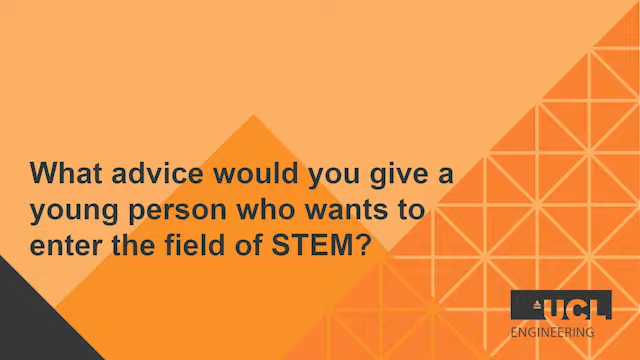 What advice would you give a
young person who wants to
enter the field of STEM?
UCL
ENGINEERING